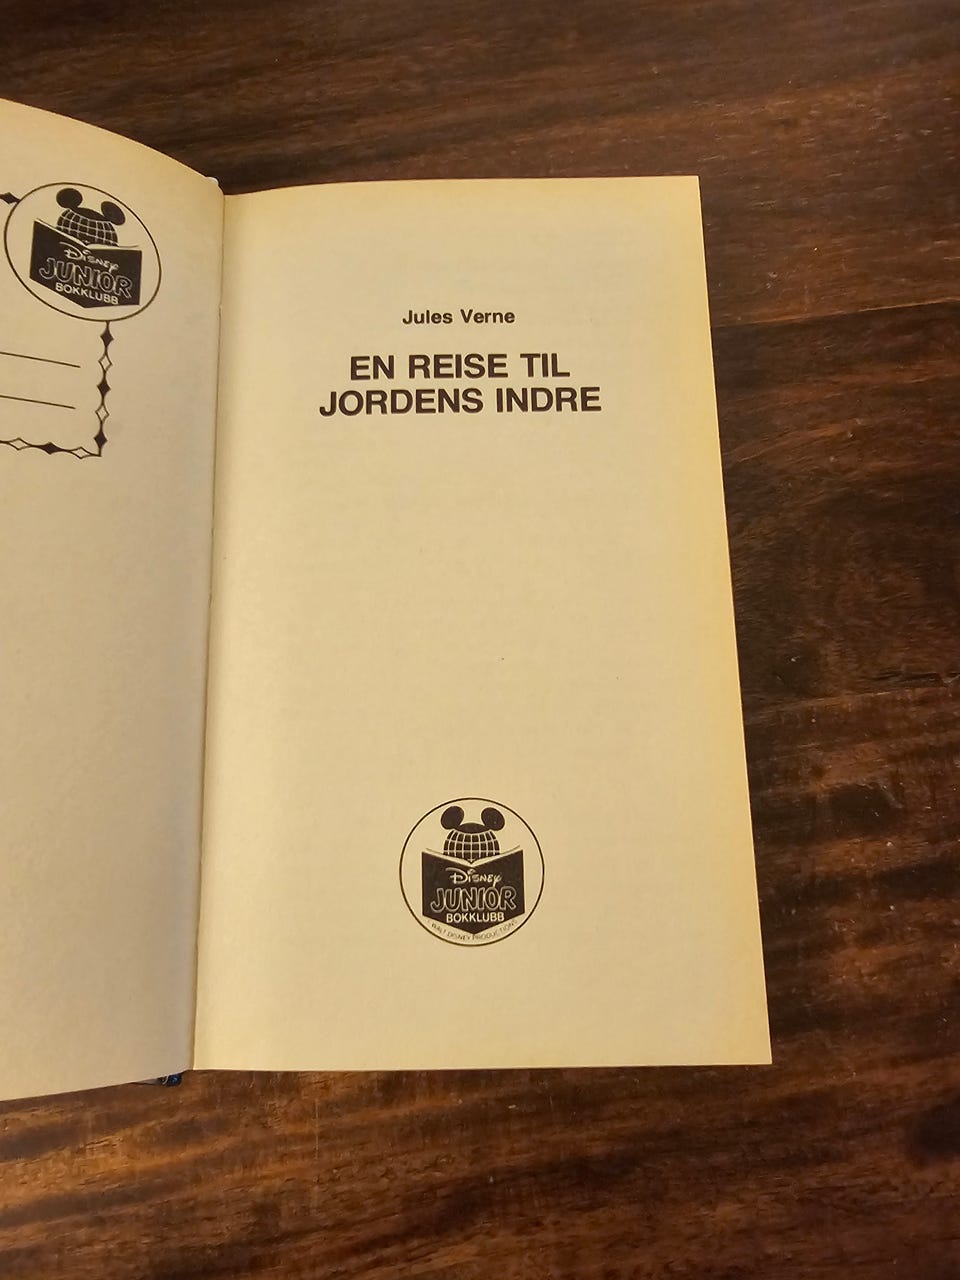 Disney
JUNIOR
BOKKLUBB
Jules Verne
EN REISE TIL
JORDENS INDRE
Disney
JUNIOR
BOKKLUBB
WALT DISNEY PRODUCTIONS